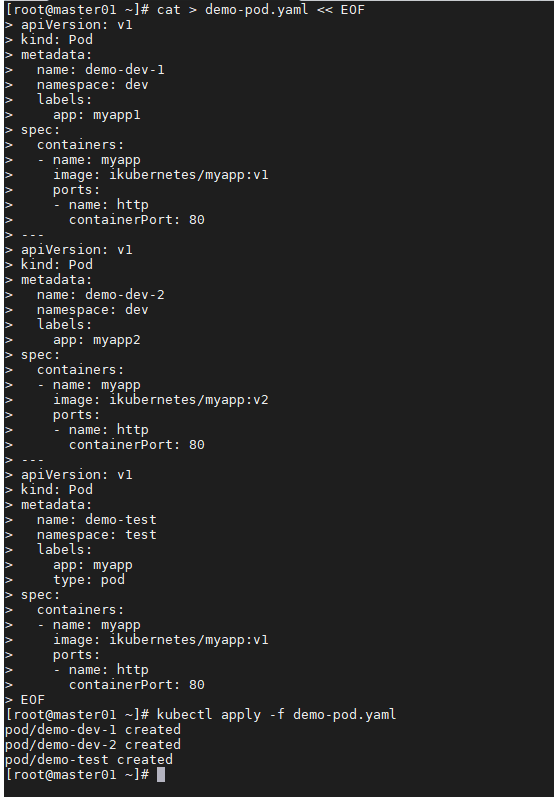 [root@master01 ~]# cat > demo-pod.yaml << EOF
> apiVersion: v1
> kind: Pod
> metadata:
>   name: demo-dev-1
>   namespace: dev
>   labels:
>     app: myapp1
> spec:
>   containers:
>   - name: myapp
>     image: ikubernetes/myapp:v1
>     ports:
>     - name: http
>       containerPort: 80
> ---
> apiVersion: v1
> kind: Pod
> metadata:
>   name: demo-dev-2
>   namespace: dev
>   labels:
>     app: myapp2
> spec:
>   containers:
>   - name: myapp
>     image: ikubernetes/myapp:v2
>     ports:
>     - name: http
>       containerPort: 80
> ---
> apiVersion: v1
> kind: Pod
> metadata:
>   name: demo-test
>   namespace: test
>   labels:
>     app: myapp
>     type: pod
> spec:
>   containers:
>   - name: myapp
>     image: ikubernetes/myapp:v1
>     ports:
>     - name: http
>       containerPort: 80
> EOF
[root@master01 ~]# kubectl apply -f demo-pod.yaml
pod/demo-dev-1 created
pod/demo-dev-2 created
pod/demo-test created
[root@master01 ~]#